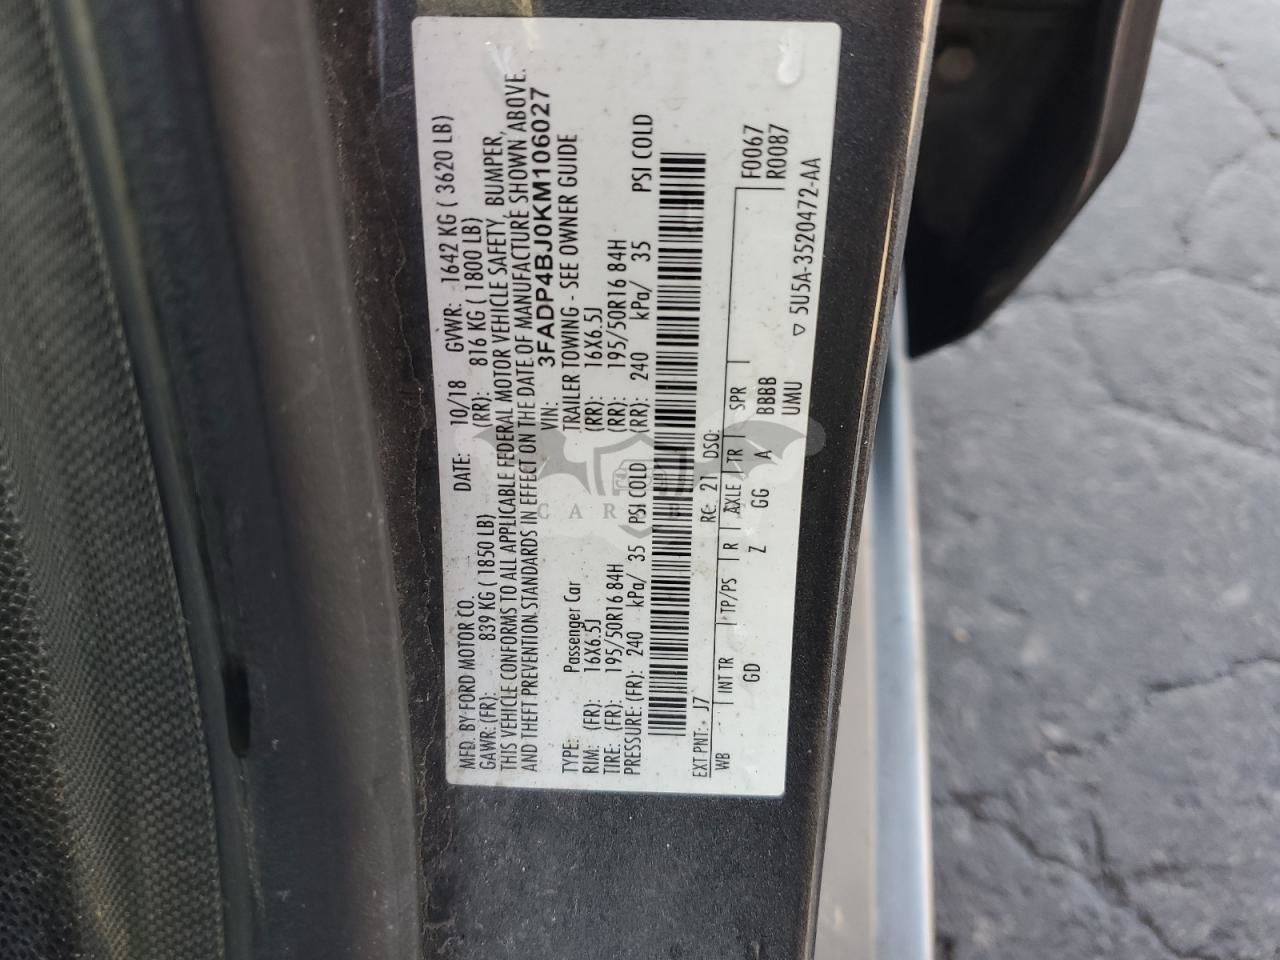 MFD. BY FORD MOTOR CO. DATE: 10/18 GVWR: 1642 KG ( 3620 LB)
GAWR: (FR): 839 KG ( 1850 LB) (RR): 816 KG ( 1800 LB)
THIS VEHICLE CONFORMS TO ALL APPLICABLE FEDERAL MOTOR VEHICLE SAFETY, BUMPER,
AND THEFT PREVENTION STANDARDS IN EFFECT ON THE DATE OF MANUFACTURE SHOWN ABOVE.
VIN: 3FADP4BJ0KM106027
TYPE: Passenger Car TRAILER TOWING - SEE OWNER GUIDE
RIM: (FR): 16X6.5J (RR): 16X6.5J
TIRE: (FR): 195/50R16 84H (RR): 195/50R16 84H
PRESSURE: (FR): 240 kPa/ 35 PSI COLD (RR): 240 kPa/ 35 PSI COLD
EXT PNT: J7 RC: 21 DSO: F0067
WB INT TR TP/PS R AXLE TR SPR R0087
GD Z GG A BBBB
UMU ▽ 5U5A-3520472-AA
CAR